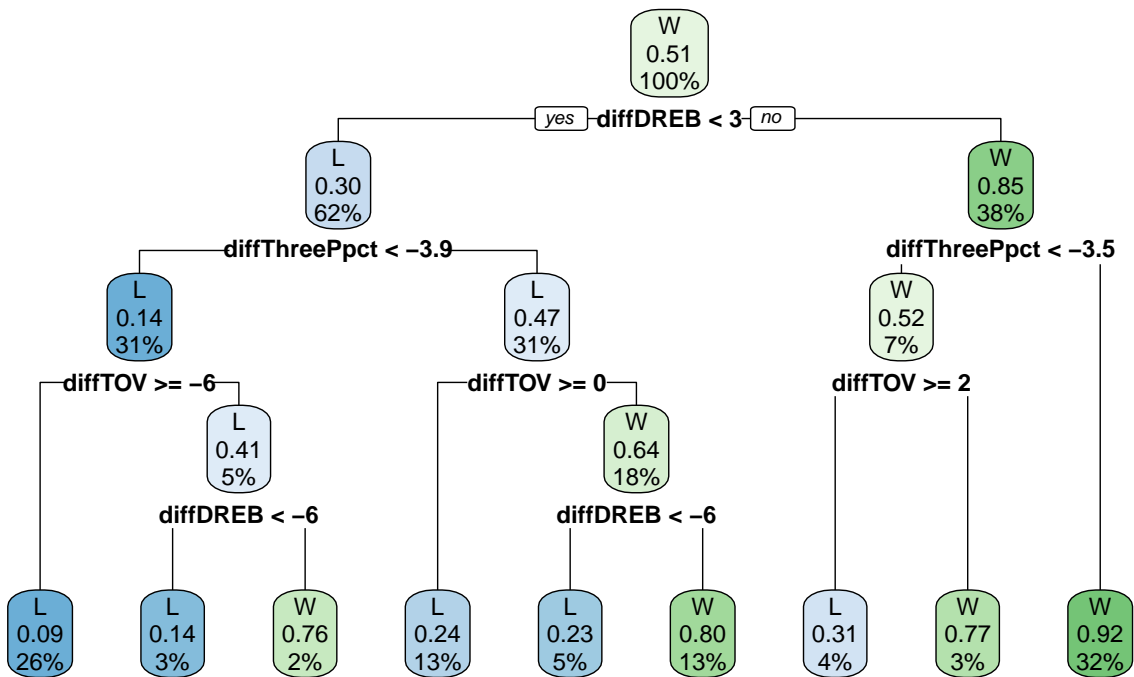 W
0.51
100%
yes diffDREB < 3 no
L
0.30
62%
W
0.85
38%
diffThreePpct < −3.9
diffThreePpct < −3.5
L
0.14
31%
L
0.47
31%
W
0.52
7%
diffTOV >= −6
diffTOV >= 0
diffTOV >= 2
L
0.41
5%
W
0.64
18%
diffDREB < −6
diffDREB < −6
L
0.09
26%
L
0.14
3%
W
0.76
2%
L
0.24
13%
L
0.23
5%
W
0.80
13%
L
0.31
4%
W
0.77
3%
W
0.92
32%